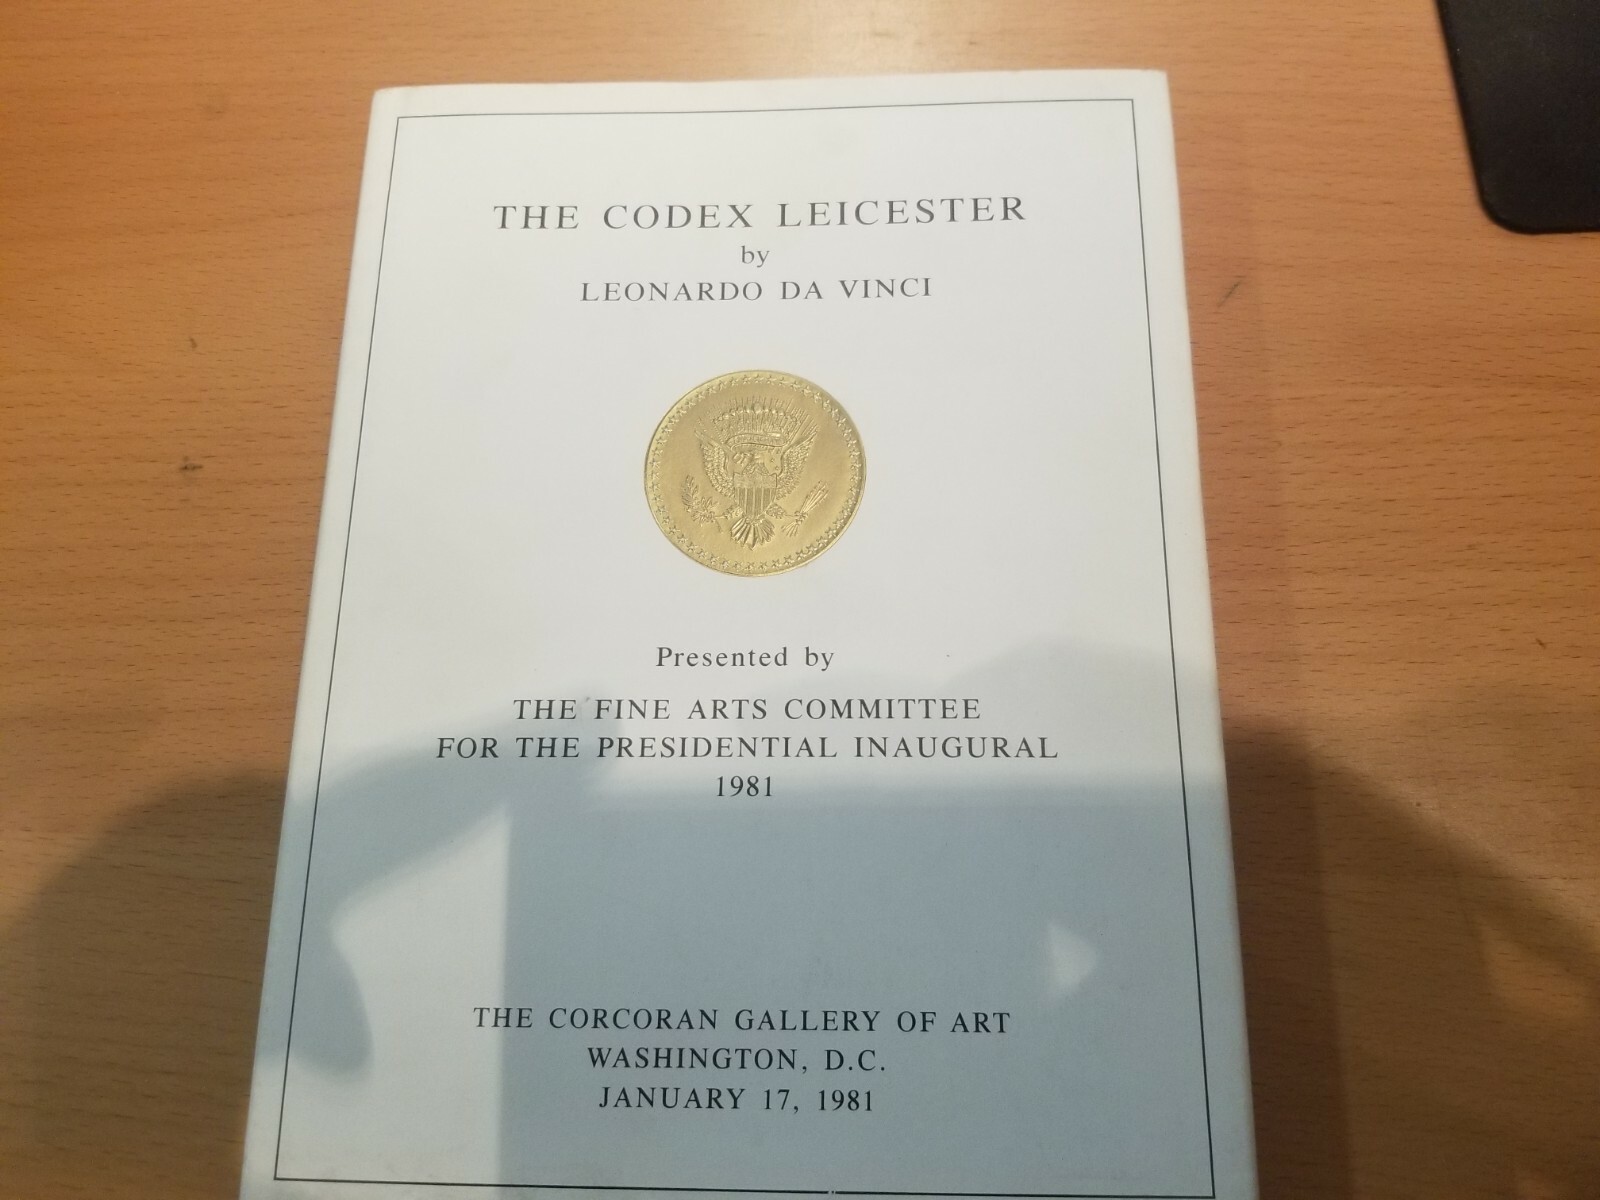 THE CODEX LEICESTER
by
LEONARDO DA VINCI
Presented by
THE FINE ARTS COMMITTEE
FOR THE PRESIDENTIAL INAUGURAL
1981
THE CORCORAN GALLERY OF ART
WASHINGTON, D.C.
JANUARY 17, 1981